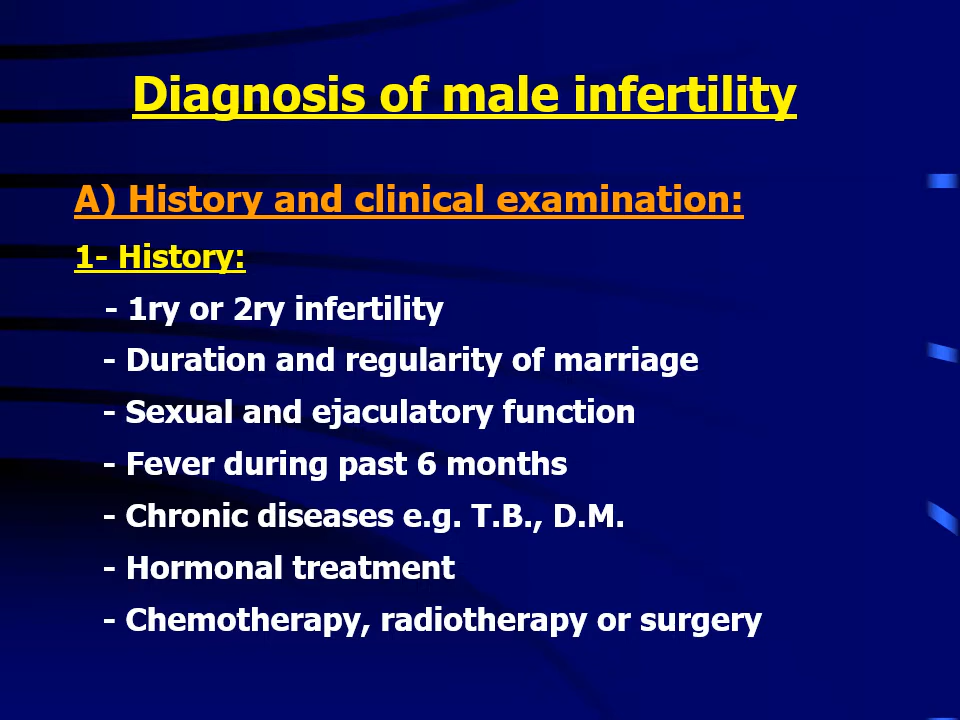 Diagnosis of male infertility
A) History and clinical examination:
1- History:
- 1ry or 2ry infertility
- Duration and regularity of marriage
- Sexual and ejaculatory function
- Fever during past 6 months
- Chronic diseases e.g. T.B., D.M.
- Hormonal treatment
- Chemotherapy, radiotherapy or surgery